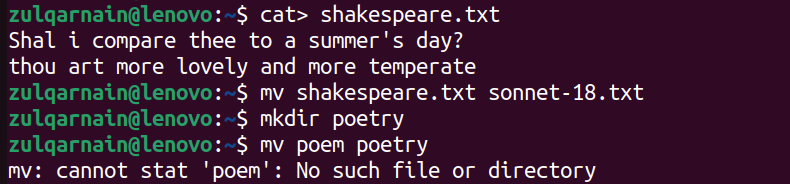 zulqarnain@lenovo:~$ cat> shakespeare.txt
Shal i compare thee to a summer's day?
thou art more lovely and more temperate
zulqarnain@lenovo:~$ mv shakespeare.txt sonnet-18.txt
zulqarnain@lenovo:~$ mkdir poetry
zulqarnain@lenovo:~$ mv poem poetry
mv: cannot stat 'poem': No such file or directory